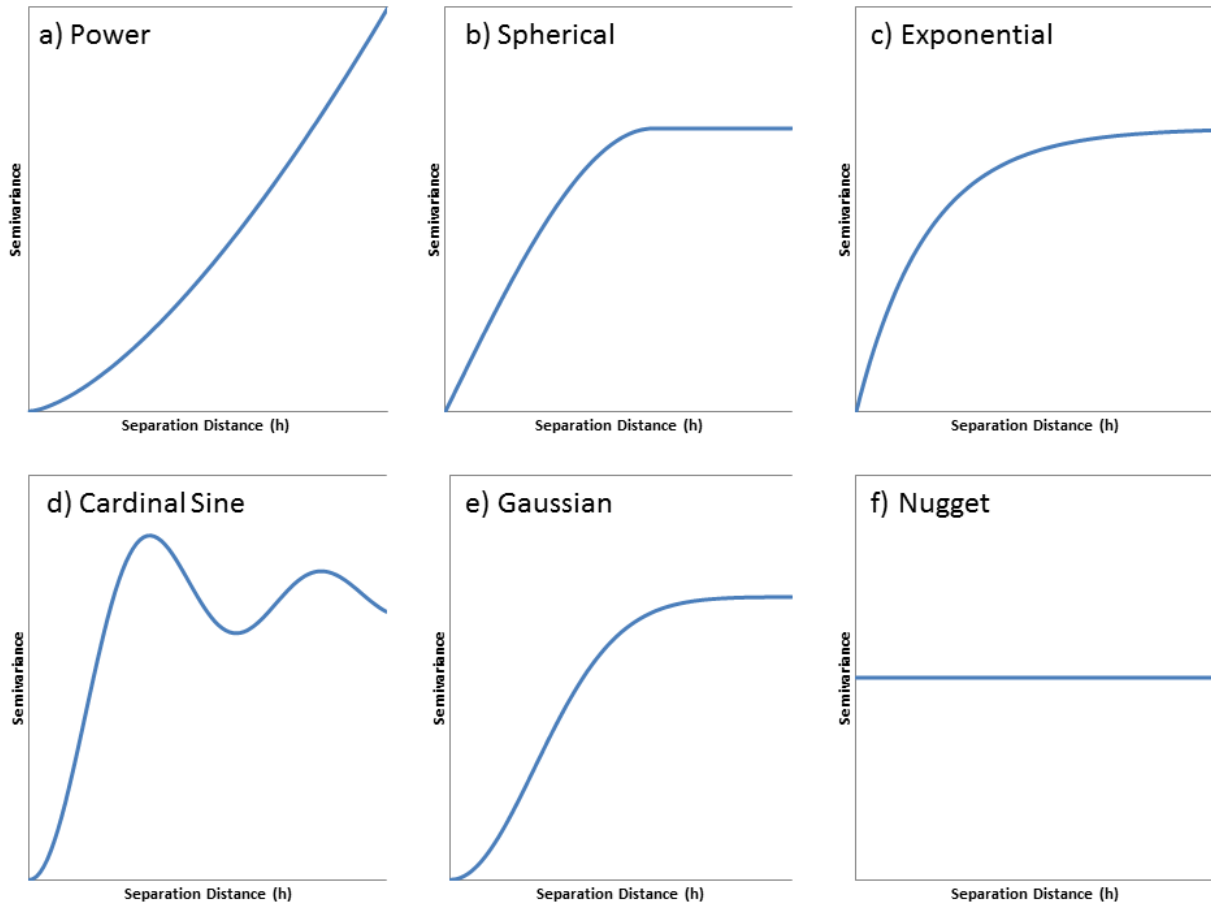 a) Power
Semivariance
Separation Distance (h)
b) Spherical
Semivariance
Separation Distance (h)
c) Exponential
Semivariance
Separation Distance (h)
d) Cardinal Sine
Semivariance
Separation Distance (h)
e) Gaussian
Semivariance
Separation Distance (h)
f) Nugget
Semivariance
Separation Distance (h)